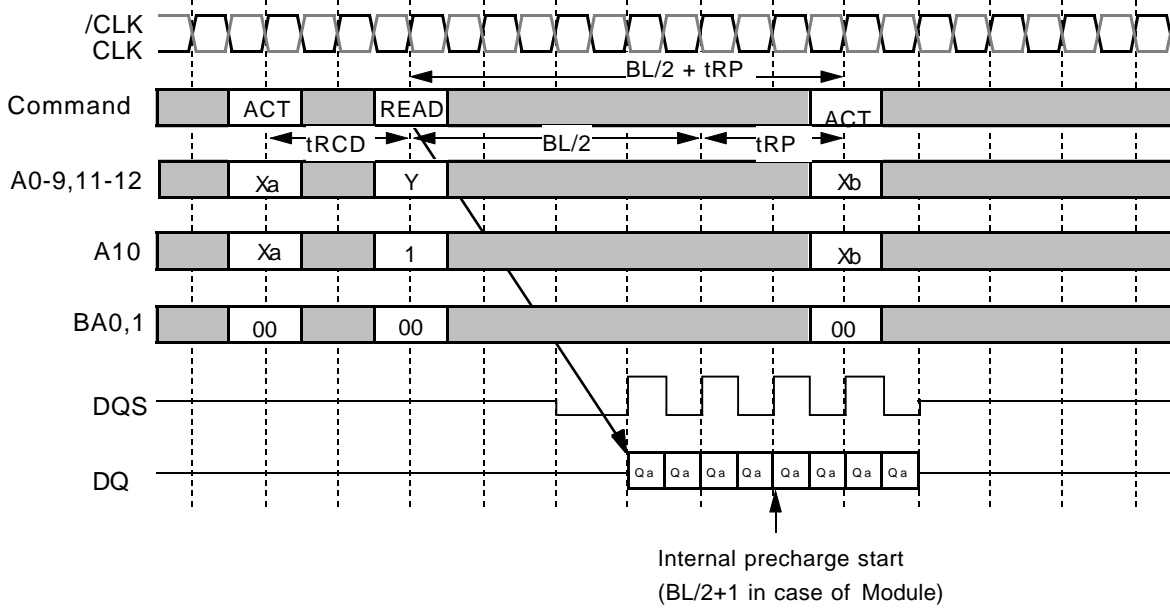 /CLK
CLK
BL/2 + tRP
Command ACT READ ACT
tRCD BL/2 tRP
A0-9,11-12 Xa Y Xb
A10 Xa 1 Xb
BA0,1 00 00 00
DQS
DQ Qa Qa Qa Qa Qa Qa Qa Qa
Internal precharge start
(BL/2+1 in case of Module)